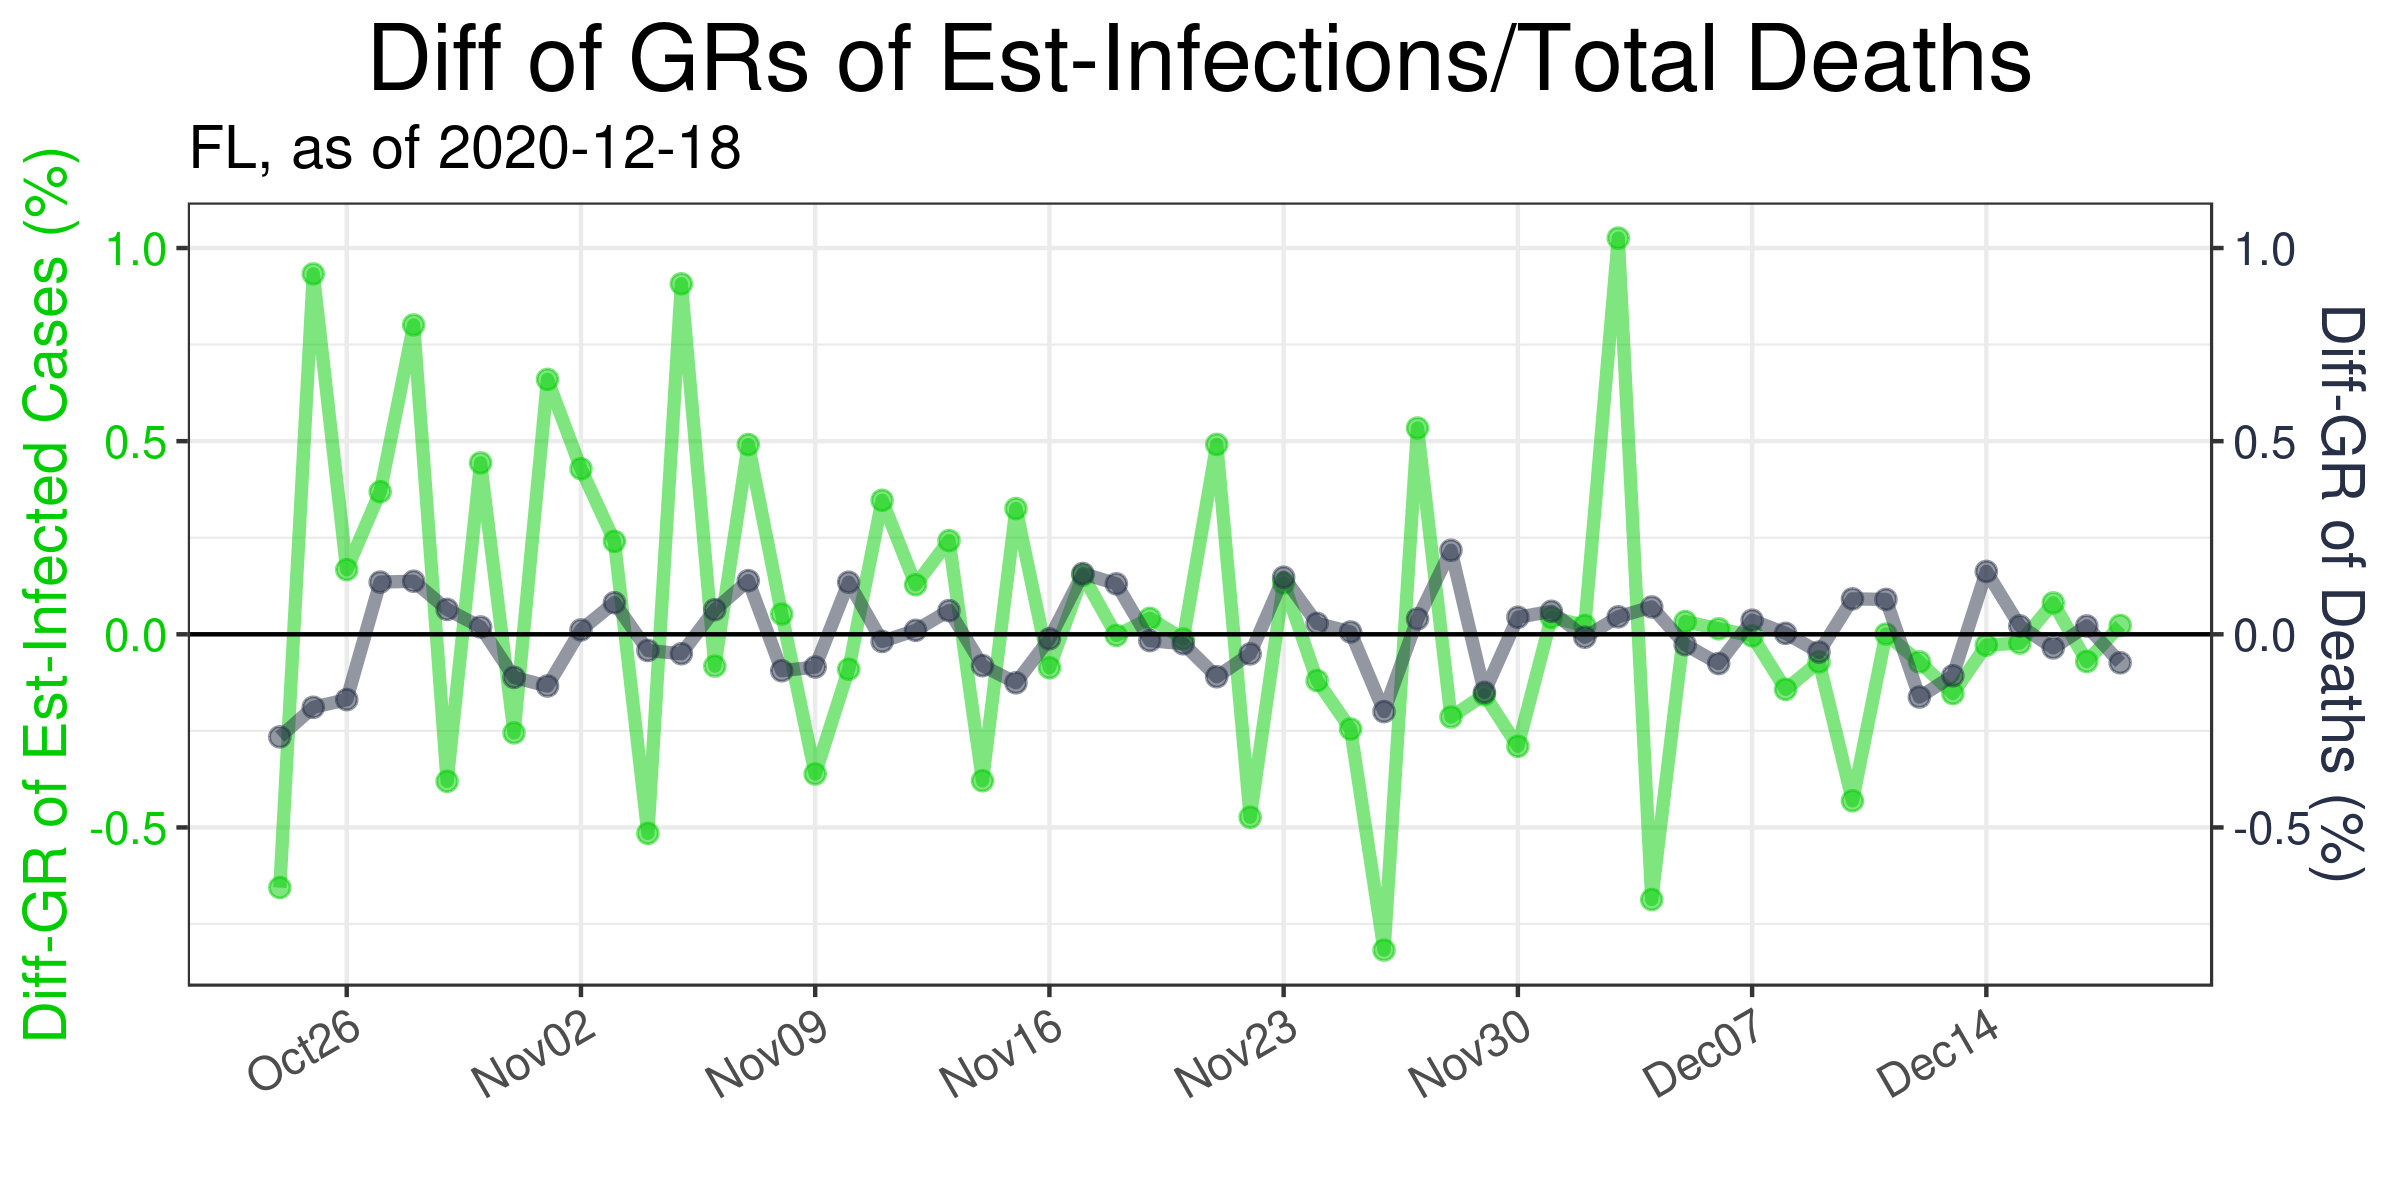 Diff of GRs of Est-Infections/Total Deaths
FL, as of 2020-12-18
Diff-GR of Est-Infected Cases (%)
1.0
0.5
0.0
-0.5
1.0
0.5
0.0
-0.5
Diff-GR of Deaths (%)
Oct26
Nov02
Nov09
Nov16
Nov23
Nov30
Dec07
Dec14